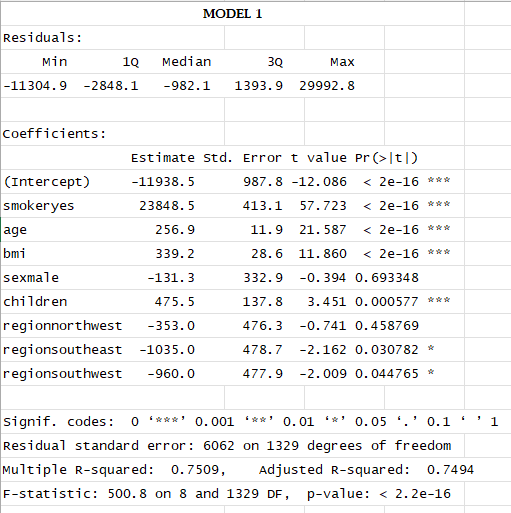 MODEL 1
Residuals:
Min 1Q Median 3Q Max
-11304.9 -2848.1 -982.1 1393.9 29992.8
Coefficients:
Estimate Std. Error t value Pr(>|t|)
(Intercept) -11938.5 987.8 -12.086 < 2e-16 ***
smokeryes 23848.5 413.1 57.723 < 2e-16 ***
age 256.9 11.9 21.587 < 2e-16 ***
bmi 339.2 28.6 11.860 < 2e-16 ***
sexmale -131.3 332.9 -0.394 0.693348
children 475.5 137.8 3.451 0.000577 ***
regionnorthwest -353.0 476.3 -0.741 0.458769
regionsoutheast -1035.0 478.7 -2.162 0.030782 *
regionsouthwest -960.0 477.9 -2.009 0.044765 *
Signif. codes: 0 ‘***’ 0.001 ‘**’ 0.01 ‘*’ 0.05 ‘.’ 0.1 ‘ ’ 1
Residual standard error: 6062 on 1329 degrees of freedom
Multiple R-squared: 0.7509, Adjusted R-squared: 0.7494
F-statistic: 500.8 on 8 and 1329 DF, p-value: < 2.2e-16